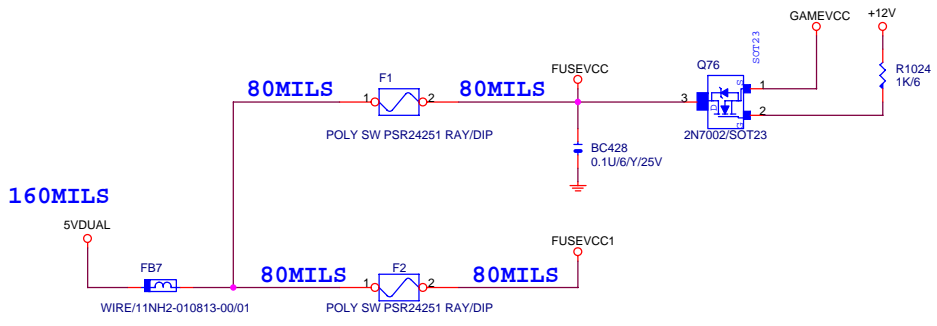 GAMEVCC
+12V
SOT23
Q76
R1024
1K/6
FUSEVCC
F1
80MILS
80MILS
1
2
3
1
2
S
D
G
POLY SW PSR24251 RAY/DIP
2N7002/SOT23
BC428
0.1U/6/Y/25V
160MILS
5VDUAL
FUSEVCC1
FB7
F2
80MILS
80MILS
1
2
WIRE/11NH2-010813-00/01
POLY SW PSR24251 RAY/DIP